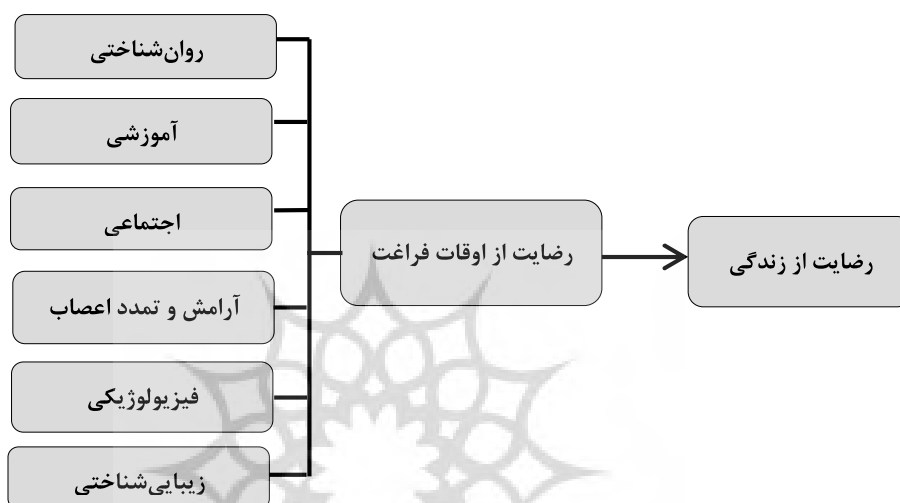 روان‌شناختی
آموزشی
اجتماعی
آرامش و تمدد اعصاب
فیزیولوژیکی
زیبایی‌شناختی
رضایت از اوقات فراغت
رضایت از زندگی